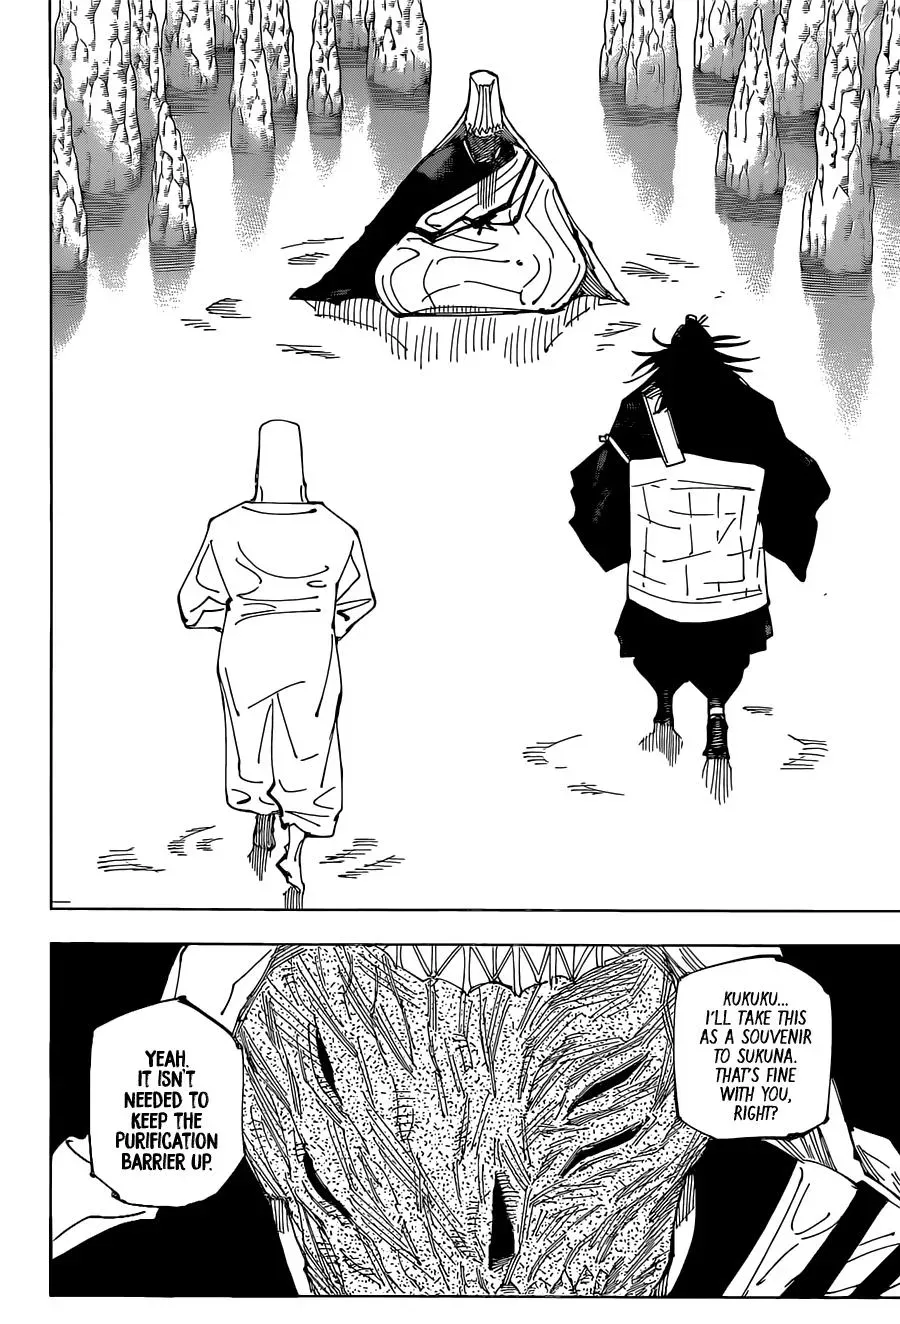 KUKUKU...
I'LL TAKE THIS
AS A SOUVENIR
TO SUKUNA.
THAT'S FINE
WITH YOU,
RIGHT?
YEAH.
IT ISN'T
NEEDED TO
KEEP THE
PURIFICATION
BARRIER UP.